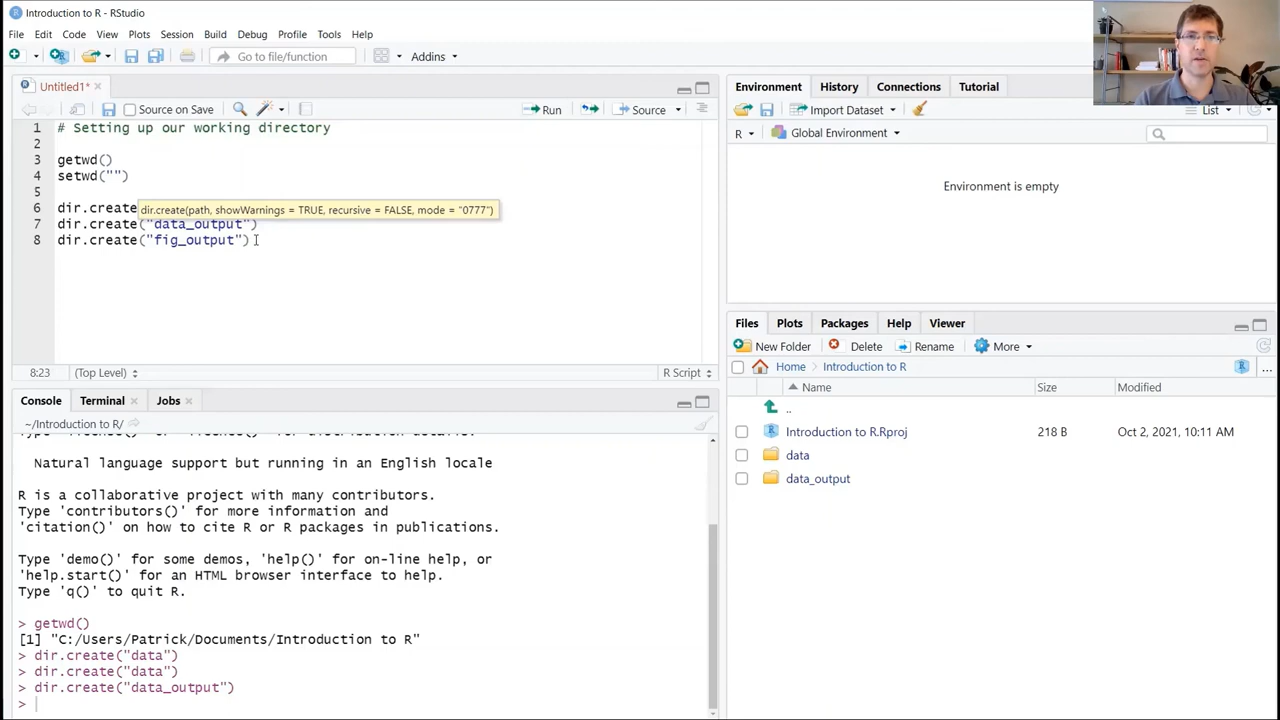 Introduction to R - RStudio
File Edit Code View Plots Session Build Debug Profile Tools Help
Go to file/function Addins
Untitled1*
Source on Save Run Source
1 # Setting up our working directory
2
3 getwd()
4 setwd("")
5
6 dir.create
dir.create(path, showWarnings = TRUE, recursive = FALSE, mode = "0777")
7 dir.create("data_output")
8 dir.create("fig_output")
8:23 (Top Level) R Script
Console Terminal Jobs
~/Introduction to R/
Natural language support but running in an English locale
R is a collaborative project with many contributors.
Type 'contributors()' for more information and
'citation()' on how to cite R or R packages in publications.
Type 'demo()' for some demos, 'help()' for on-line help, or
'help.start()' for an HTML browser interface to help.
Type 'q()' to quit R.
> getwd()
[1] "C:/Users/Patrick/Documents/Introduction to R"
> dir.create("data")
> dir.create("data")
> dir.create("data_output")
>
Environment History Connections Tutorial
Import Dataset List
R Global Environment
Environment is empty
Files Plots Packages Help Viewer
New Folder Delete Rename More
Home Introduction to R ...
Name Size Modified
..
Introduction to R.Rproj 218 B Oct 2, 2021, 10:11 AM
data
data_output